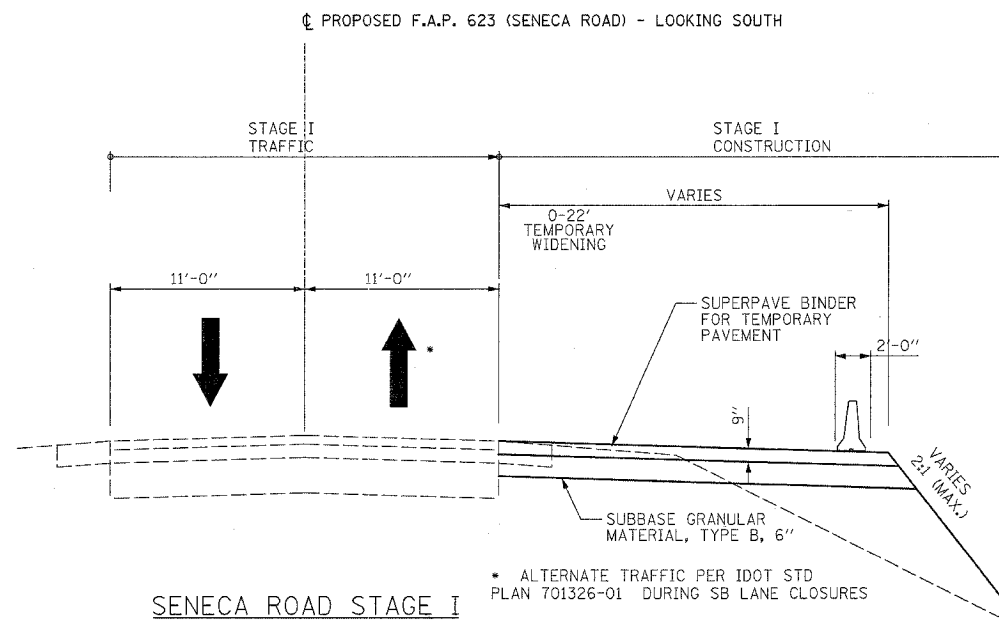 ℄ PROPOSED F.A.P. 623 (SENECA ROAD) - LOOKING SOUTH
STAGE I
TRAFFIC
STAGE I
CONSTRUCTION
VARIES
0-22'
TEMPORARY
WIDENING
11'-0"
11'-0"
SUPERPAVE BINDER
FOR TEMPORARY
PAVEMENT
2'-0"
*
9"
VARIES
2:1 (MAX.)
SUBBASE GRANULAR
MATERIAL, TYPE B, 6"
* ALTERNATE TRAFFIC PER IDOT STD
PLAN 701326-01 DURING SB LANE CLOSURES
SENECA ROAD STAGE I